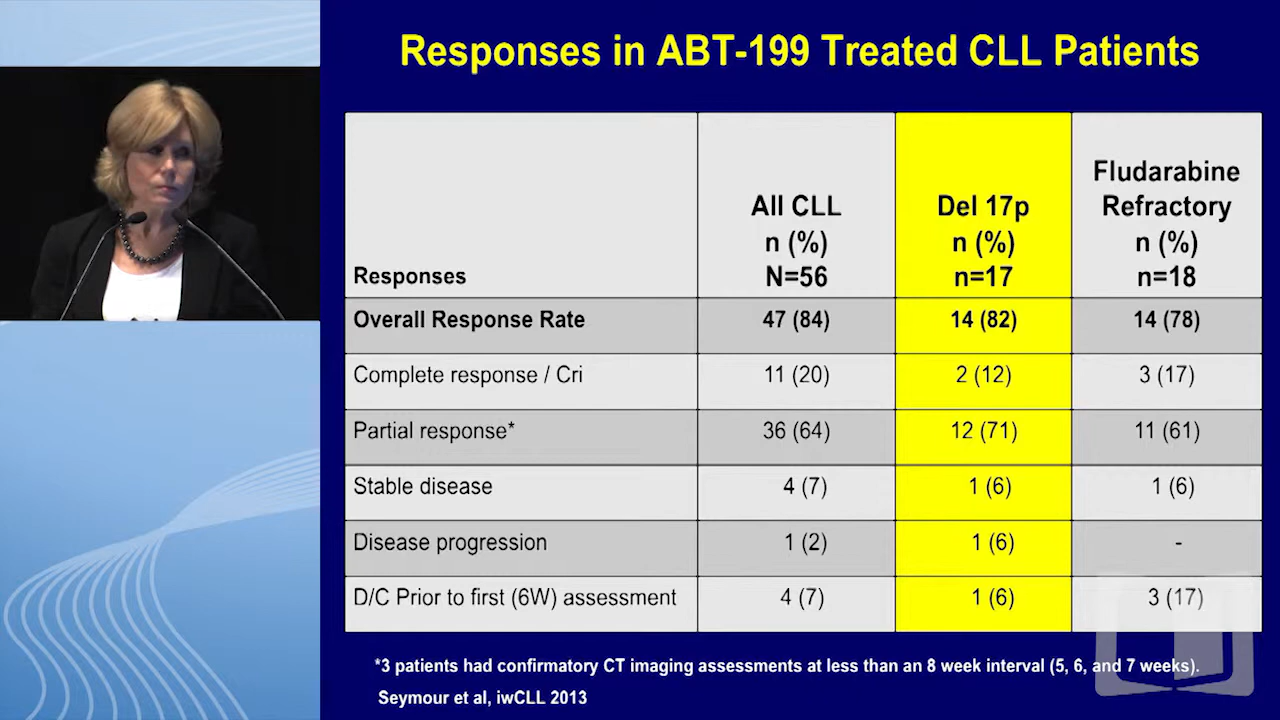 Responses in ABT-199 Treated CLL Patients
Responses
All CLL
n (%)
N=56
Del 17p
n (%)
n=17
Fludarabine
Refractory
n (%)
n=18
Overall Response Rate 47 (84) 14 (82) 14 (78)
Complete response / Cri 11 (20) 2 (12) 3 (17)
Partial response* 36 (64) 12 (71) 11 (61)
Stable disease 4 (7) 1 (6) 1 (6)
Disease progression 1 (2) 1 (6) -
D/C Prior to first (6W) assessment 4 (7) 1 (6) 3 (17)
*3 patients had confirmatory CT imaging assessments at less than an 8 week interval (5, 6, and 7 weeks).
Seymour et al, iwCLL 2013